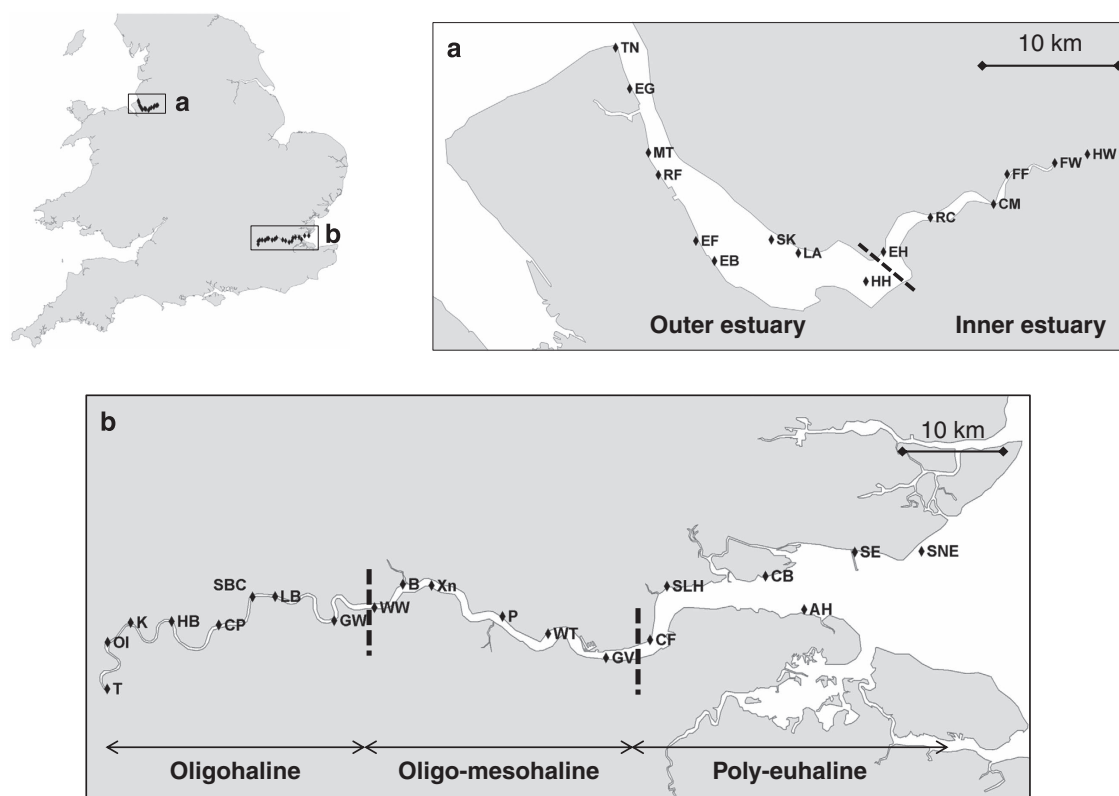 a
b
a
10 km
TN
EG
MT
RF
EF
EB
SK
LA
HH
EH
RC
CM
FF
FW
HW
Outer estuary
Inner estuary
b
10 km
T
OI
K
HB
CP
SBC
LB
GW
WW
B
Xn
P
WT
GV
CF
SLH
CB
AH
SE
SNE
Oligohaline
Oligo-mesohaline
Poly-euhaline